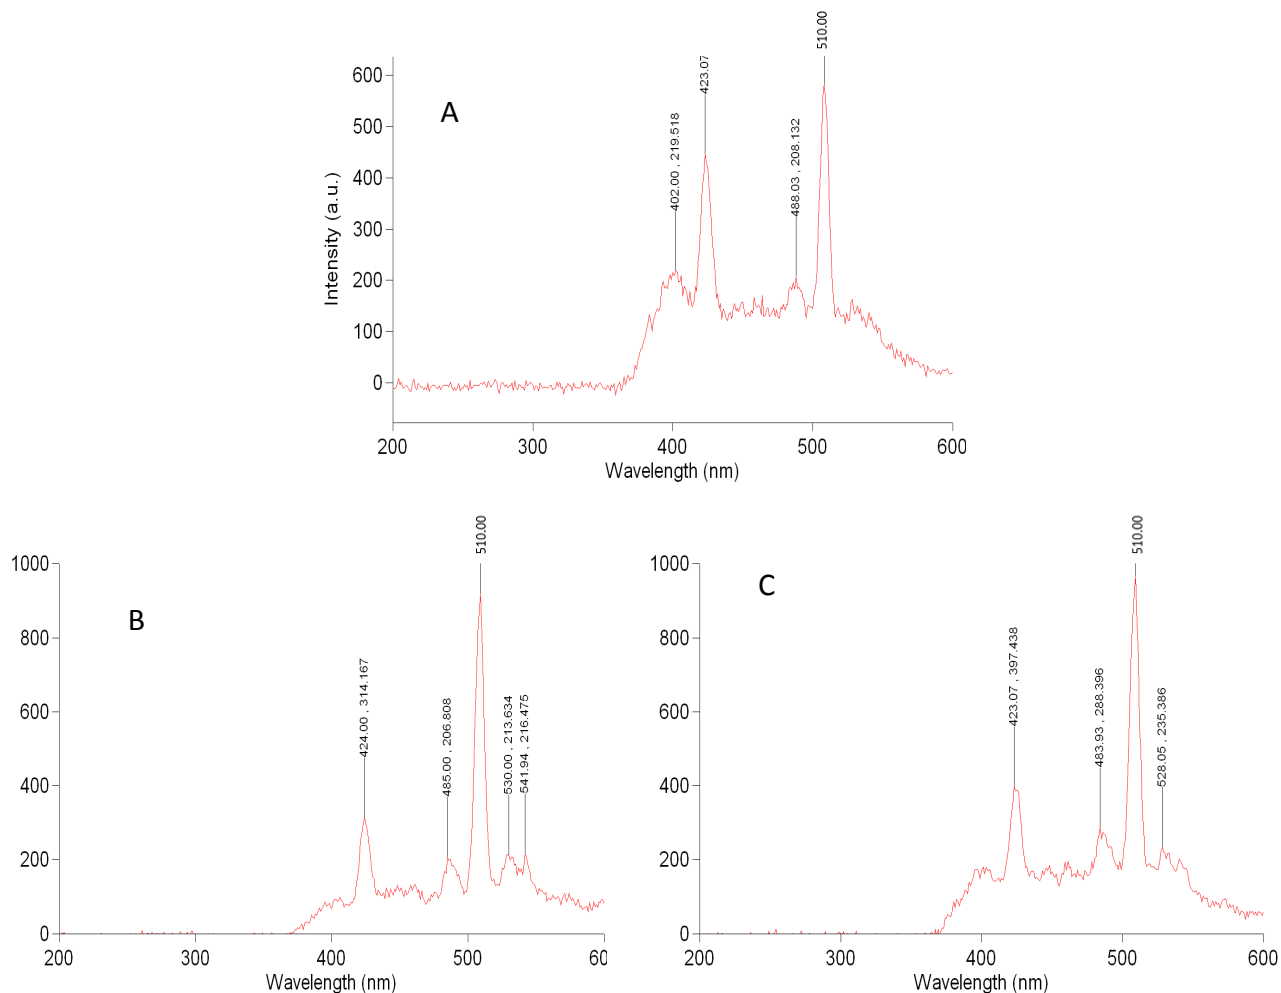 A
402.00 , 219.518
423.07
488.03 , 208.132
510.00
Intensity (a.u.)
600
500
400
300
200
100
0
200 300 400 500 600
Wavelength (nm)
B
424.00 , 314.167
485.00 , 206.808
510.00
530.00 , 213.634
541.94 , 216.475
1000
800
600
400
200
0
200 300 400 500 60
Wavelength (nm)
C
423.07 , 397.438
483.93 , 288.396
510.00
528.05 , 235.386
1000
800
600
400
200
0
200 300 400 500 600
Wavelength (nm)